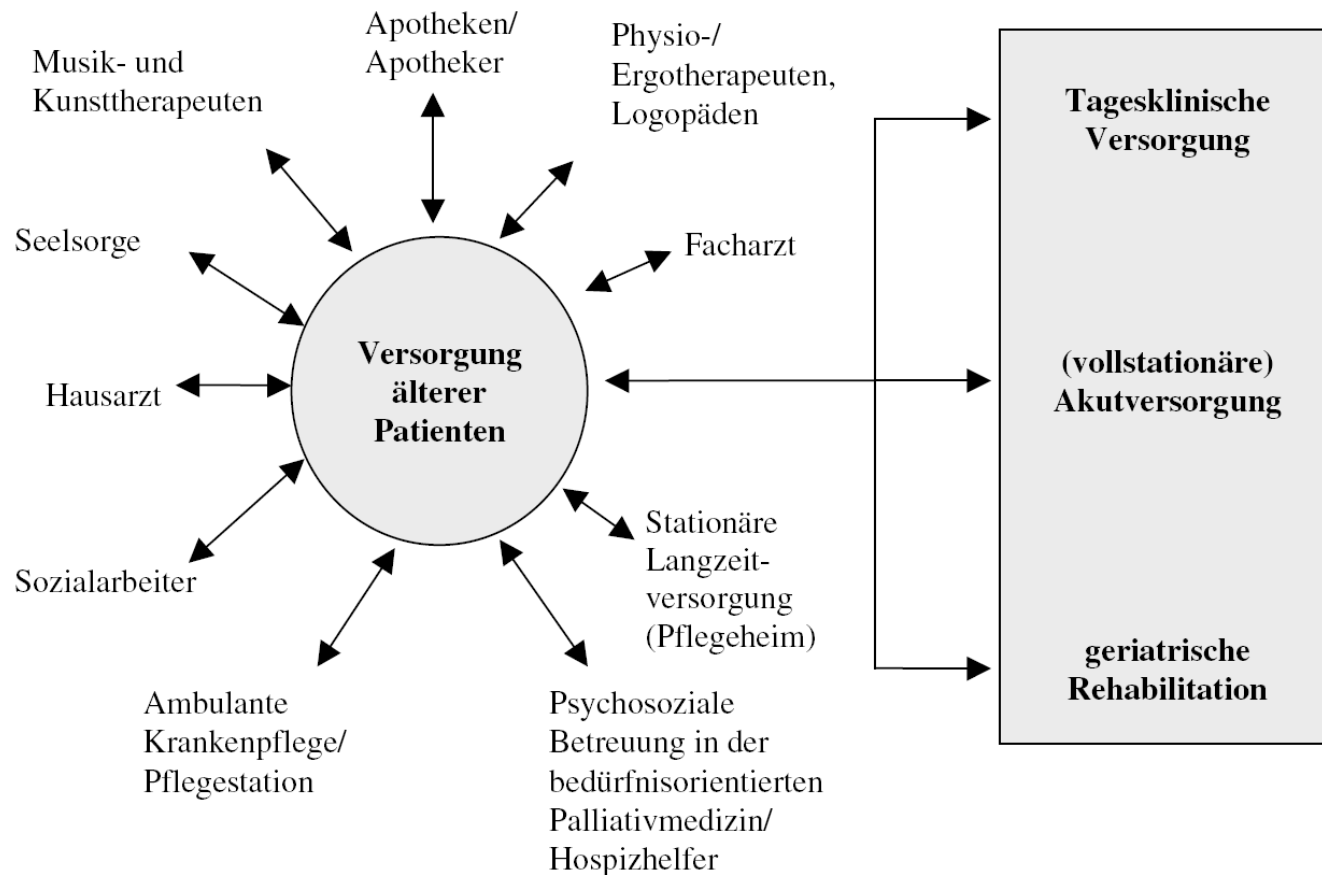 Apotheken/
Apotheker
Physio-/
Ergotherapeuten,
Logopäden
Musik- und
Kunsttherapeuten
Tagesklinische
Versorgung
Seelsorge
Facharzt
Versorgung
älterer
Patienten
Hausarzt
(vollstationäre)
Akutversorgung
Stationäre
Langzeit-
versorgung
(Pflegeheim)
Sozialarbeiter
geriatrische
Rehabilitation
Ambulante
Krankenpflege/
Pflegestation
Psychosoziale
Betreuung in der
bedürfnisorientierten
Palliativmedizin/
Hospizhelfer